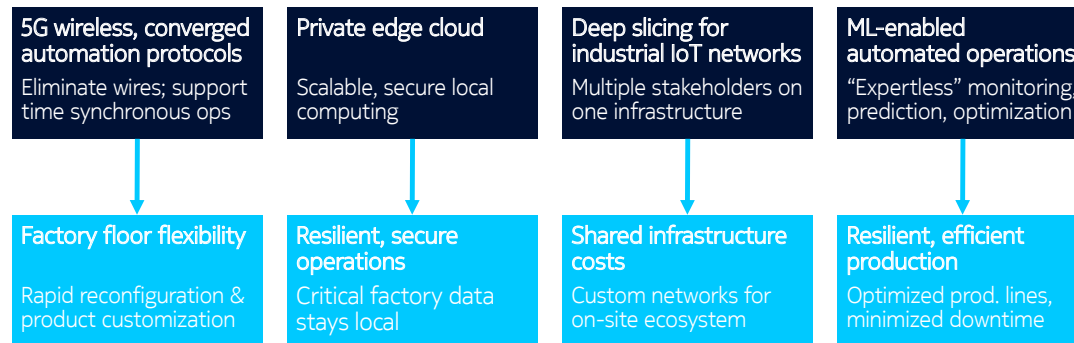 5G wireless, converged
automation protocols
Eliminate wires; support
time synchronous ops
Private edge cloud
Scalable, secure local
computing
Deep slicing for
industrial IoT networks
Multiple stakeholders on
one infrastructure
ML-enabled
automated operations
“Expertless” monitoring,
prediction, optimization
Factory floor flexibility
Rapid reconfiguration &
product customization
Resilient, secure
operations
Critical factory data
stays local
Shared infrastructure
costs
Custom networks for
on-site ecosystem
Resilient, efficient
production
Optimized prod. lines,
minimized downtime